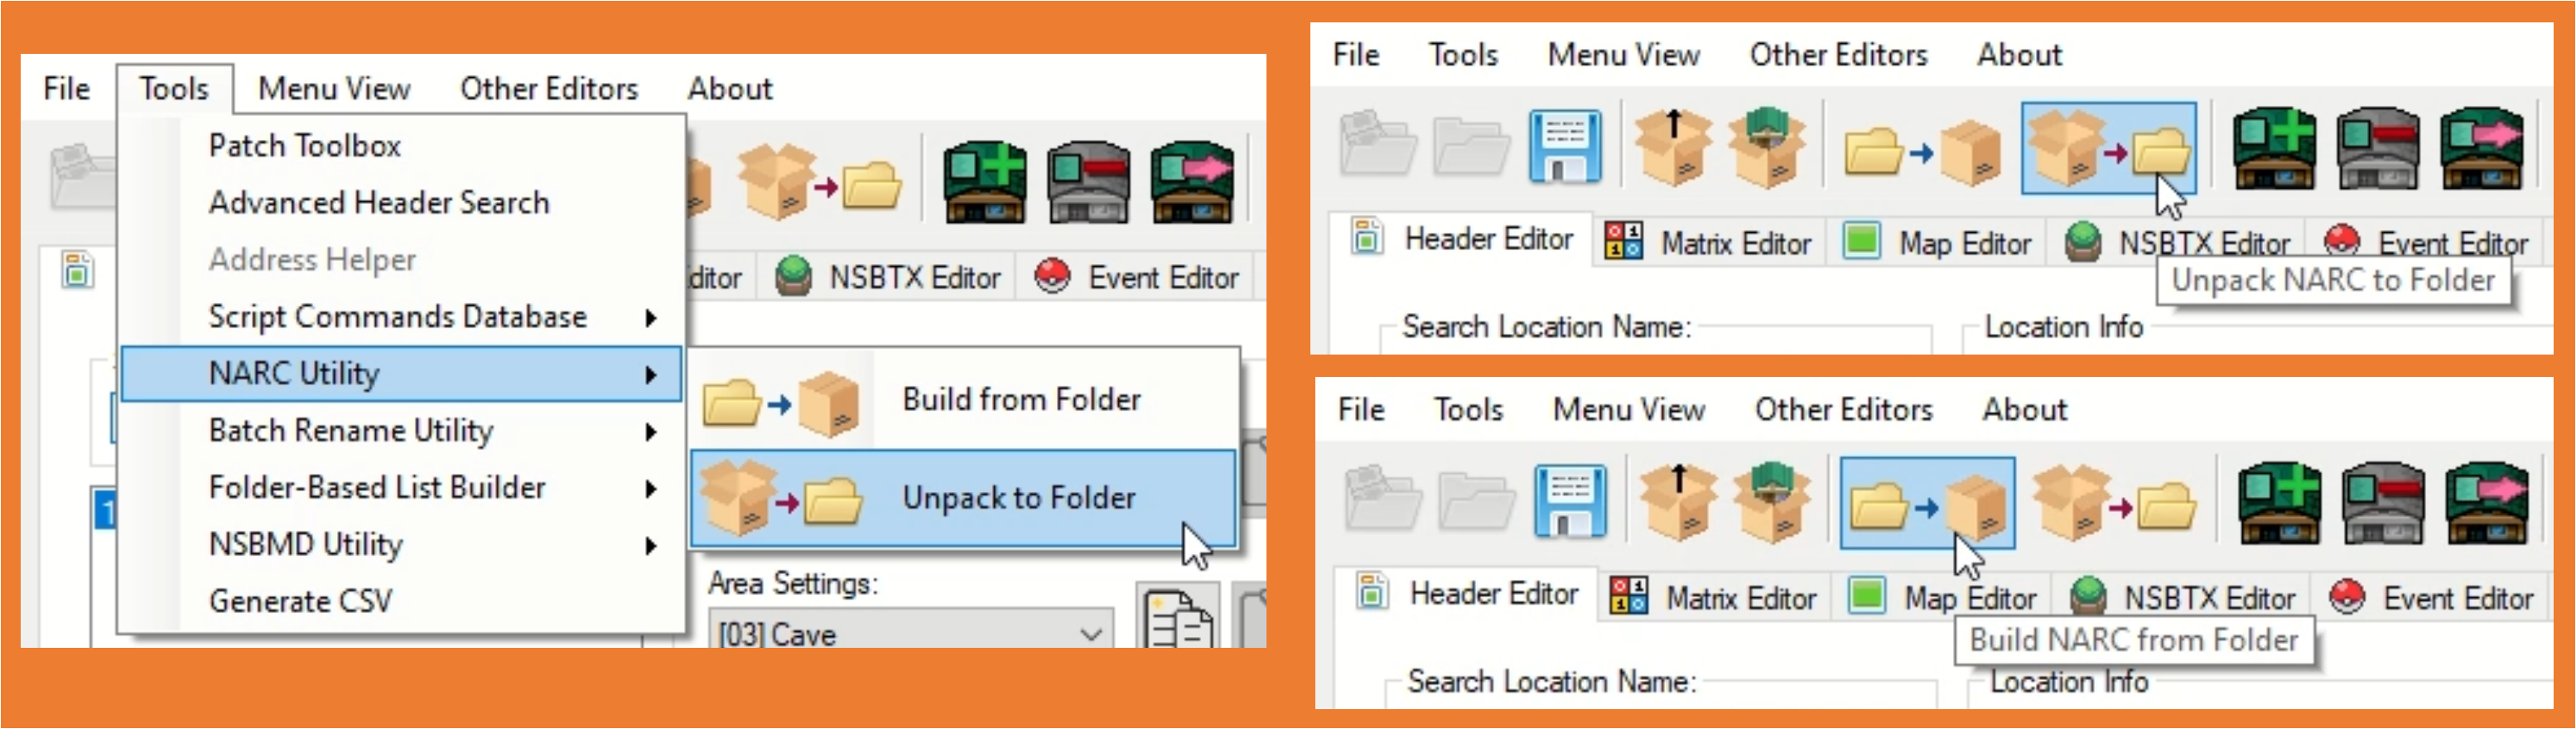 File Tools Menu View Other Editors About
Patch Toolbox
Advanced Header Search
Address Helper
Script Commands Database
NARC Utility
Batch Rename Utility
Folder-Based List Builder
NSBMD Utility
Generate CSV
Build from Folder
Unpack to Folder
ditor NSBTX Editor Event Editor
1
Area Settings:
[03] Cave
File Tools Menu View Other Editors About
Header Editor Matrix Editor Map Editor NSBTX Editor Event Editor
Unpack NARC to Folder
Search Location Name: Location Info
File Tools Menu View Other Editors About
Header Editor Matrix Editor Map Editor NSBTX Editor Event Editor
Build NARC from Folder
Search Location Name: Location Info